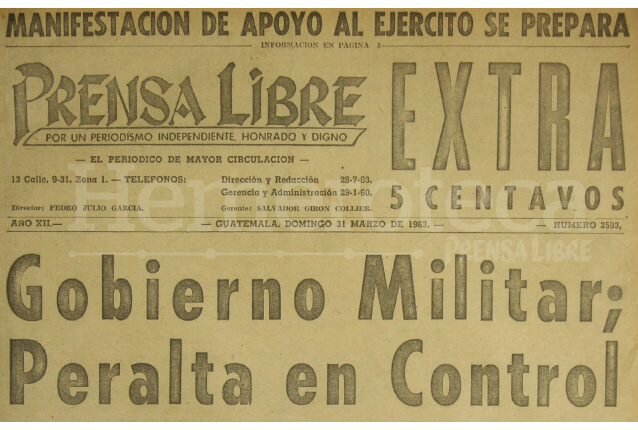 MANIFESTACION DE APOYO AL EJERCITO SE PREPARA
INFORMACION EN PAGINA 5
PRENSA LIBRE
POR UN PERIODISMO INDEPENDIENTE, HONRADO Y DIGNO
EXTRA
5 CENTAVOS
— EL PERIODICO DE MAYOR CIRCULACION —
13 Calle, 9-31, Zona 1. — TELEFONOS: Dirección y Redacción 28-7-03.
Gerencia y Administración 29-1-60.
Director: PEDRO JULIO GARCIA. Gerente: SALVADOR GIRON COLLIER.
AÑO XII.— — GUATEMALA, DOMINGO 31 MARZO DE 1963. — — NUMERO 3593,
Hemeroteca
PRENSA LIBRE
Gobierno Militar;
Peralta en Control